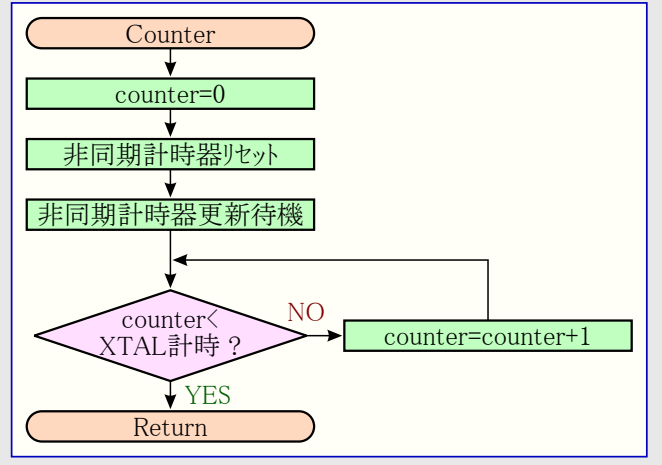 Counter
counter=0
非同期計時器リセット
非同期計時器更新待機
counter<
XTAL計時？
NO
counter=counter+1
YES
Return